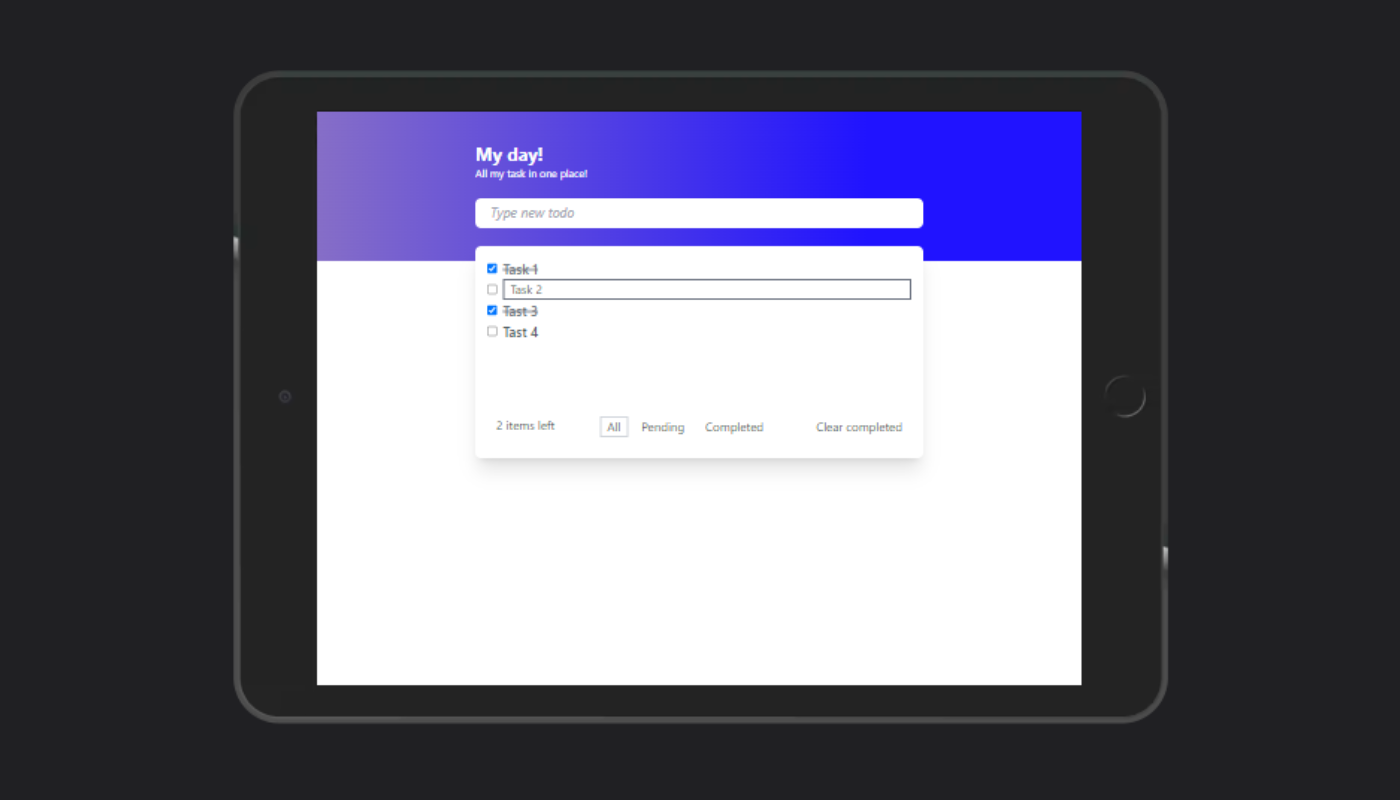 My day!
All my task in one place!
Type new todo
Task 1
Task 2
Tast 3
Tast 4
2 items left All Pending Completed Clear completed